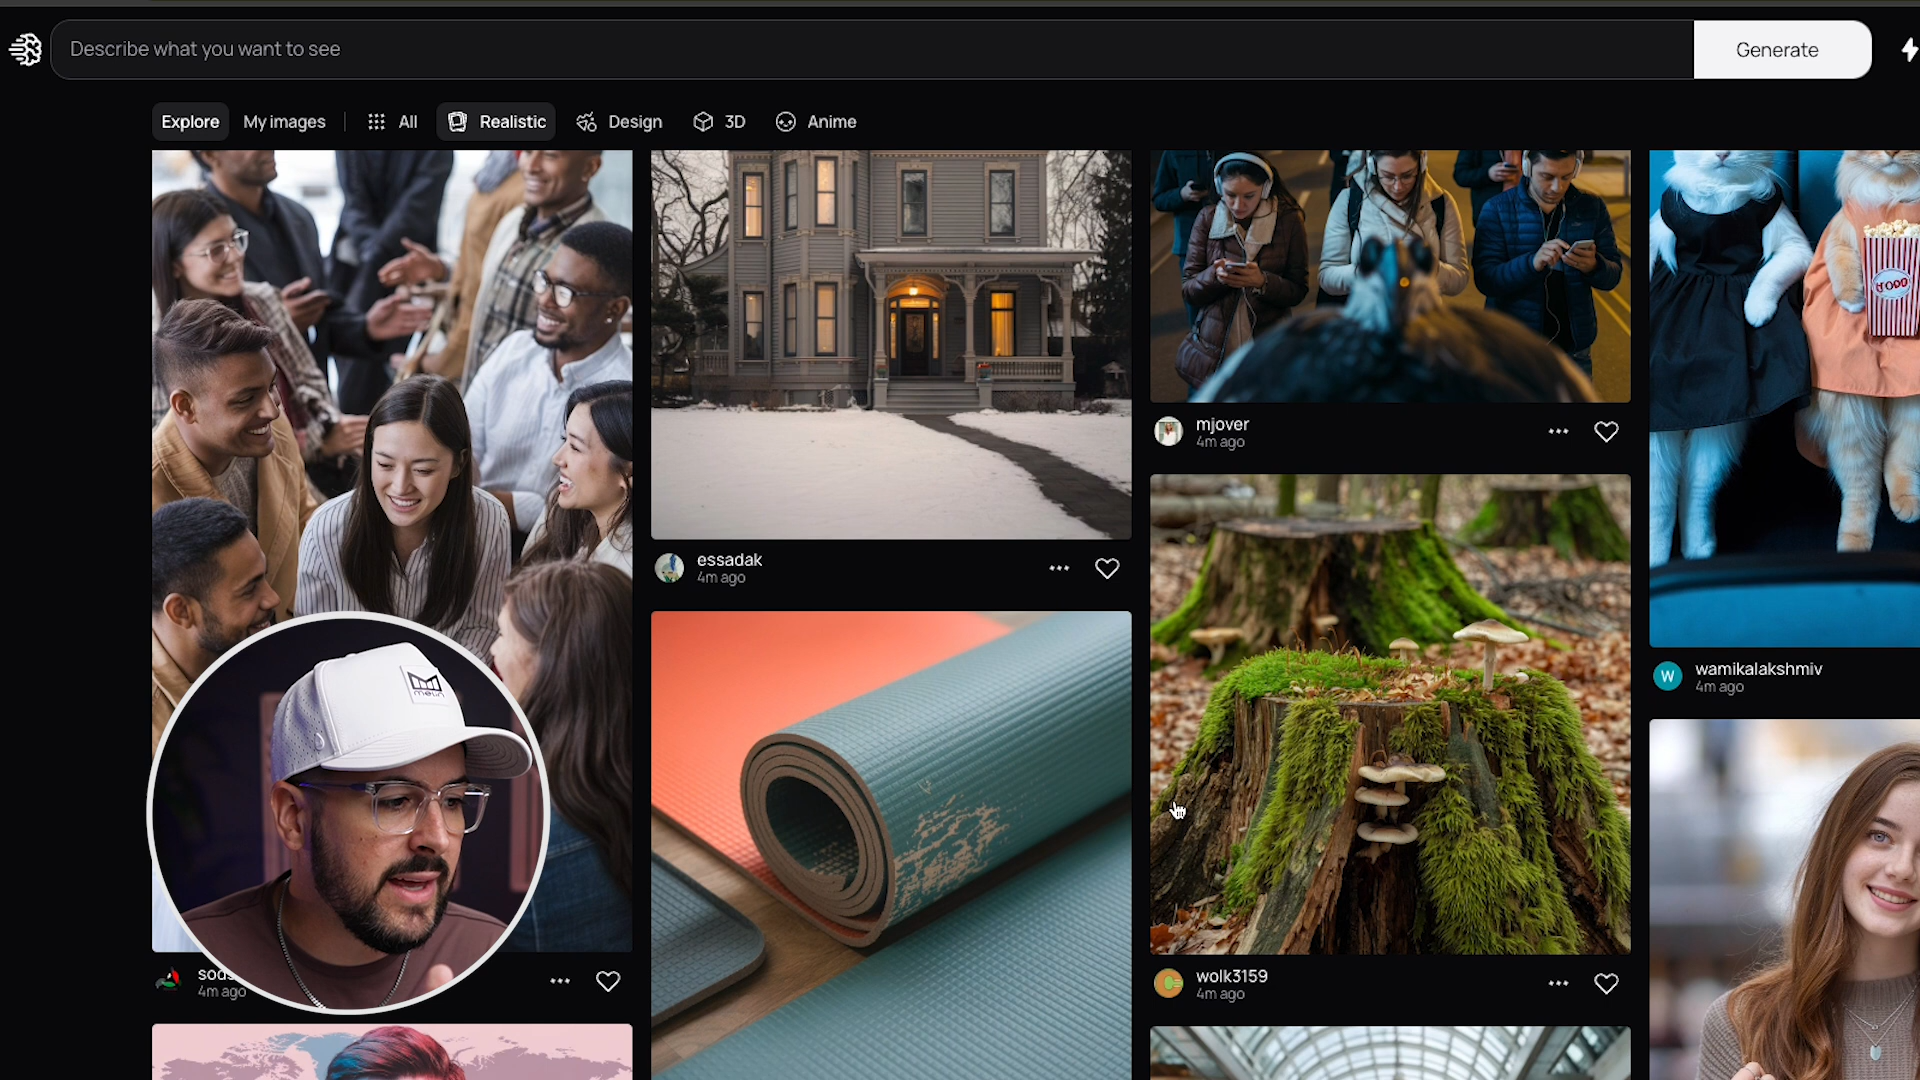 Describe what you want to see
Generate
Explore
My images
All
Realistic
Design
3D
Anime
mjover
4m ago
essadak
4m ago
W
wamikalakshmiv
4m ago
melin
4m ago
wolk3159
4m ago